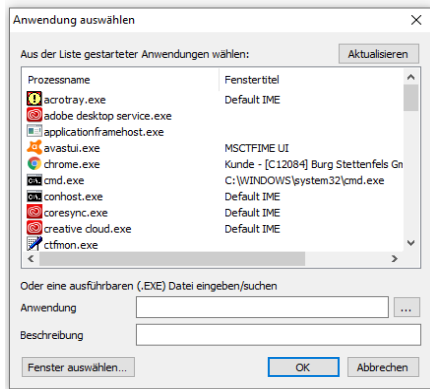 Anwendung auswählen
Aus der Liste gestarteter Anwendungen wählen:
Aktualisieren
Prozessname Fenstertitel
acrotray.exe Default IME
adobe desktop service.exe
applicationframehost.exe
avastui.exe MSCTFIME UI
chrome.exe Kunde - [C12084] Burg Stettenfels Gm
cmd.exe C:\WINDOWS\system32\cmd.exe
conhost.exe Default IME
coresync.exe Default IME
creative cloud.exe Default IME
ctfmon.exe
Oder eine ausführbaren (.EXE) Datei eingeben/suchen
Anwendung ...
Beschreibung
Fenster auswählen... OK Abbrechen